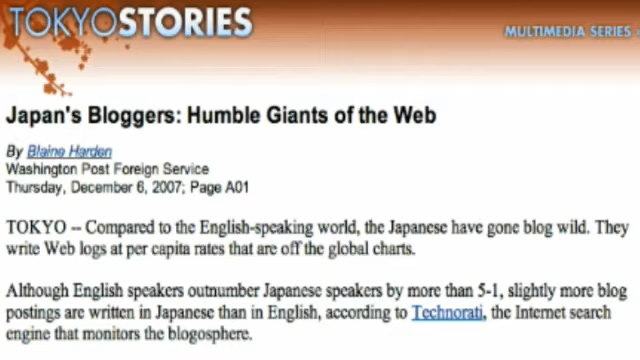 TOKYOSTORIES
MULTIMEDIA SERIES
Japan's Bloggers: Humble Giants of the Web
By Blaine Harden
Washington Post Foreign Service
Thursday, December 6, 2007; Page A01
TOKYO -- Compared to the English-speaking world, the Japanese have gone blog wild. They
write Web logs at per capita rates that are off the global charts.
Although English speakers outnumber Japanese speakers by more than 5-1, slightly more blog
postings are written in Japanese than in English, according to Technorati, the Internet search
engine that monitors the blogosphere.